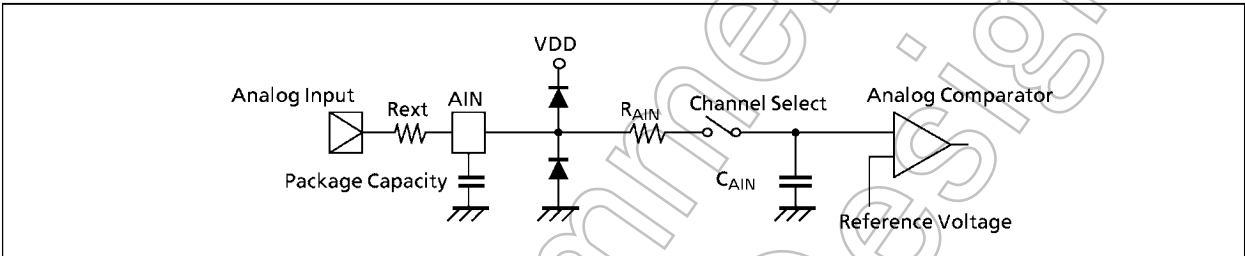 VDD
Analog Input
Rext
AIN
RAIN
Channel Select
Analog Comparator
Package Capacity
CAIN
Reference Voltage